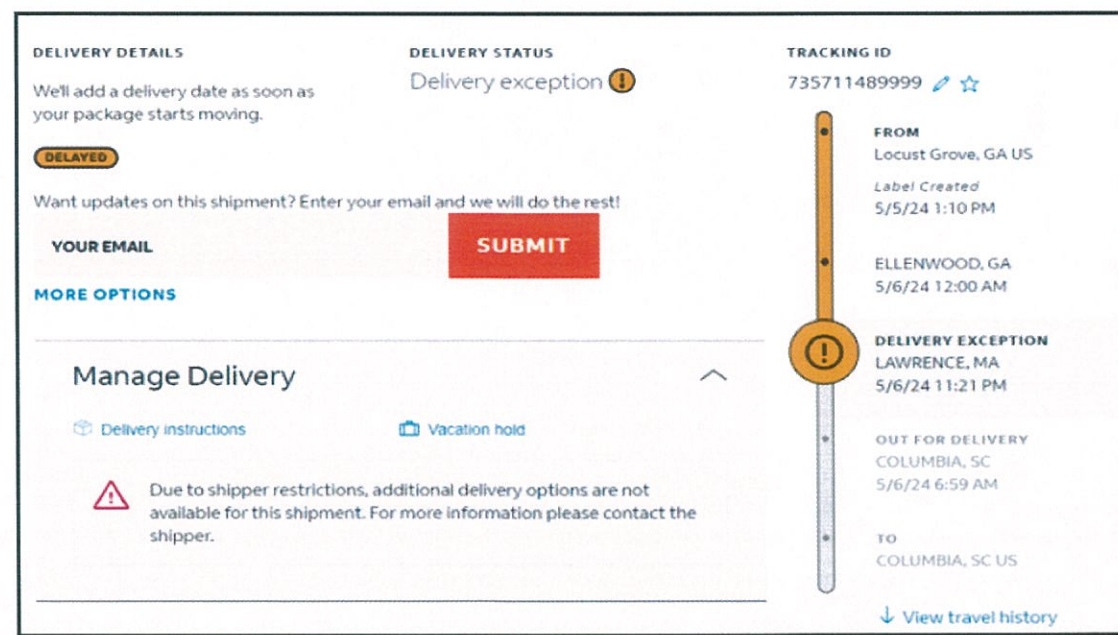 DELIVERY DETAILS
We'll add a delivery date as soon as
your package starts moving.
DELAYED
Want updates on this shipment? Enter your email and we will do the rest!
YOUR EMAIL
SUBMIT
MORE OPTIONS
DELIVERY STATUS
Delivery exception
Manage Delivery
Delivery instructions
Vacation hold
Due to shipper restrictions, additional delivery options are not
available for this shipment. For more information please contact the
shipper.
TRACKING ID
735711489999
FROM
Locust Grove, GA US
Label Created
5/5/24 1:10 PM
ELLENWOOD, GA
5/6/24 12:00 AM
DELIVERY EXCEPTION
LAWRENCE, MA
5/6/24 11:21 PM
OUT FOR DELIVERY
COLUMBIA, SC
5/6/24 6:59 AM
TO
COLUMBIA, SC US
View travel history